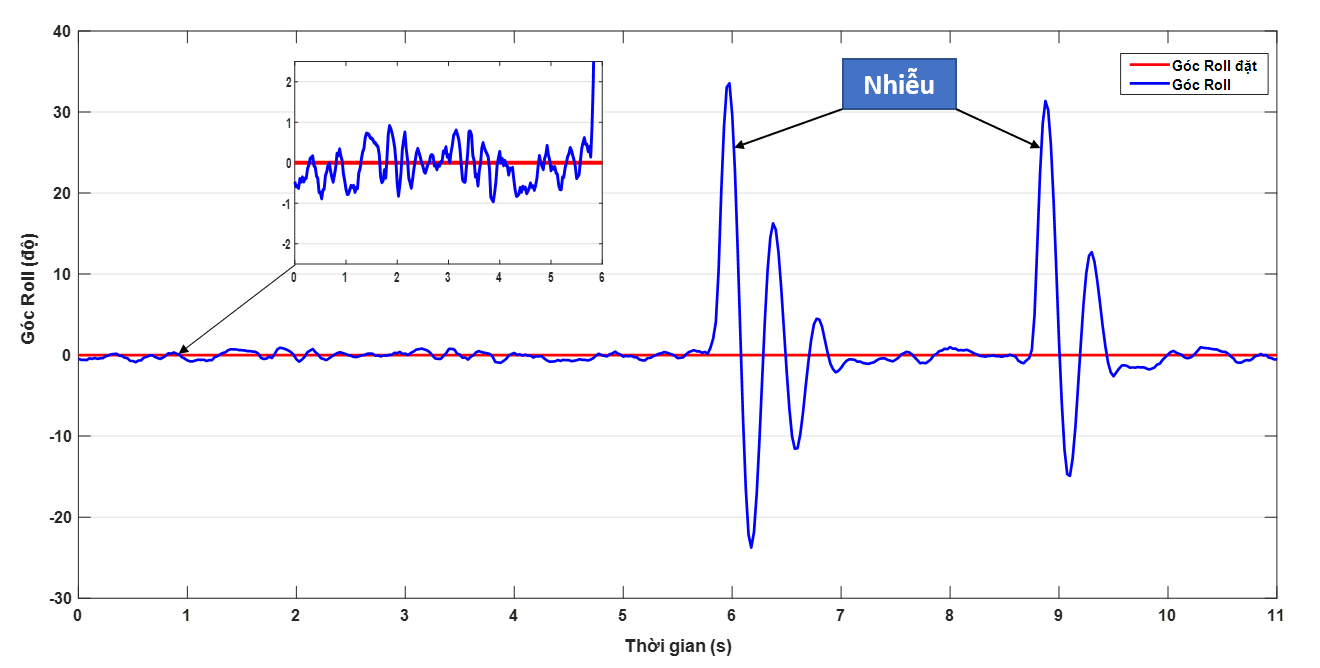 40
30
20
10
0
-10
-20
-30
0 1 2 3 4 5 6 7 8 9 10 11
Góc Roll (độ)
Thời gian (s)
2
1
0
-1
-2
0 1 2 3 4 5 6
Nhiễu
Góc Roll đặt
Góc Roll